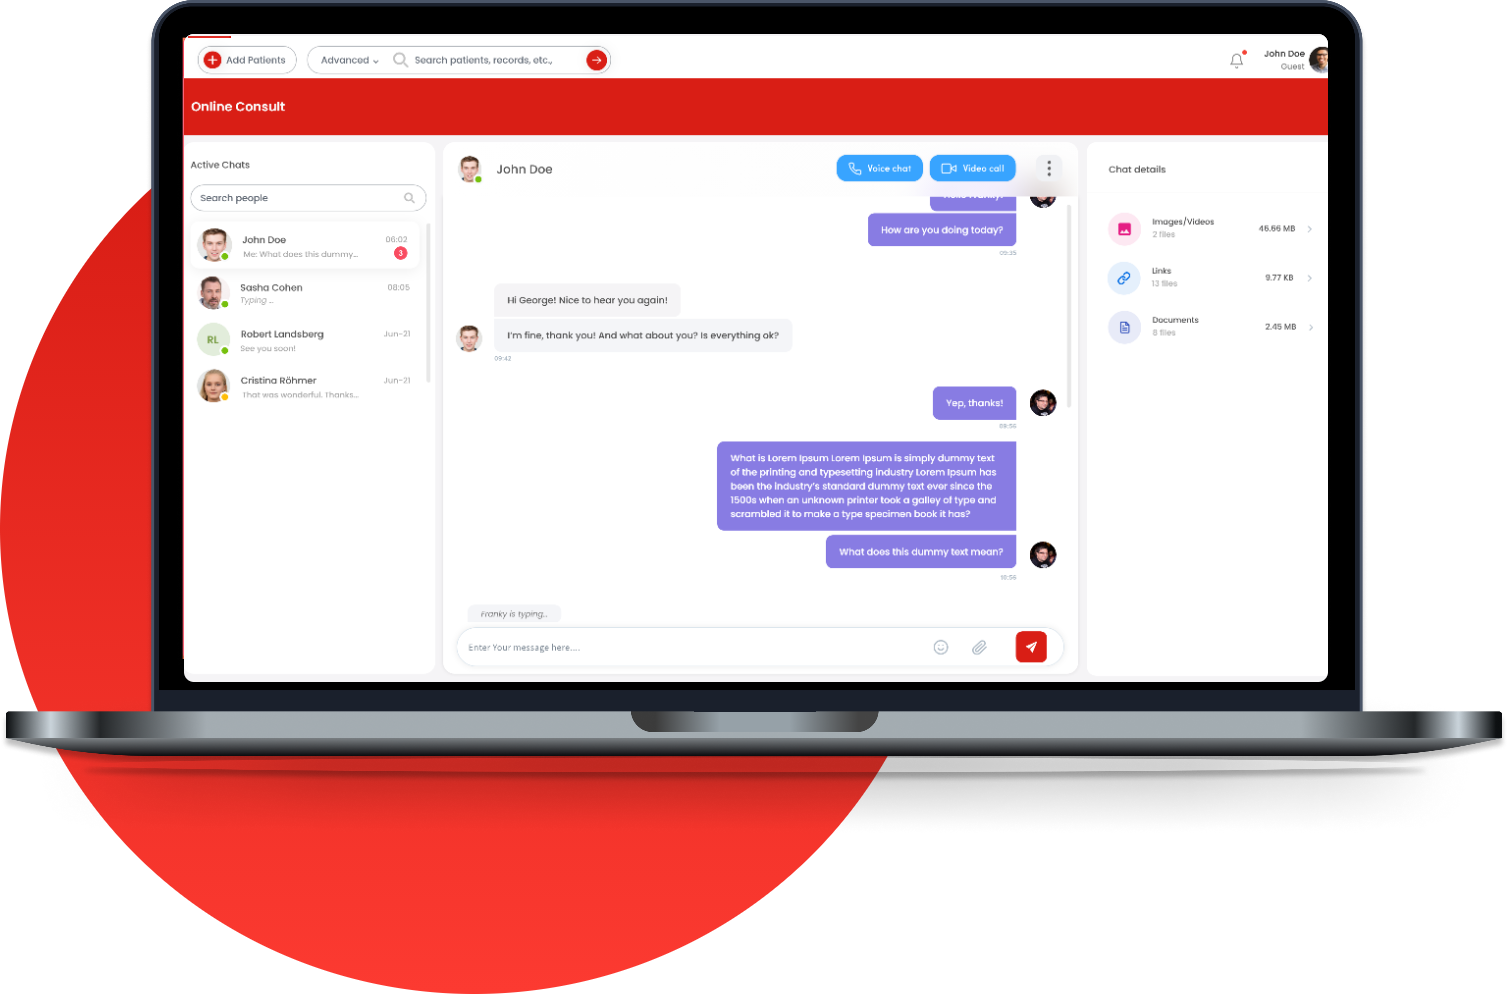 Add Patients
Advanced
Search patients, records, etc.,
John Doe
Guest
Online Consult
Active Chats
Search people
John Doe
06:02
Me: What does this dummy...
3
Sasha Cohen
08:05
Typing ...
RL
Robert Landsberg
Jun-21
See you soon!
Cristina Röhmer
Jun-21
That was wonderful. Thanks...
John Doe
Voice chat
Video call
How are you doing today?
09:35
Hi George! Nice to hear you again!
I'm fine, thank you! And what about you? Is everything ok?
09:42
Yep, thanks!
09:56
What is Lorem Ipsum Lorem Ipsum is simply dummy text
of the printing and typesetting industry Lorem Ipsum has
been the industry's standard dummy text ever since the
1500s when an unknown printer took a galley of type and
scrambled it to make a type specimen book it has?
What does this dummy text mean?
10:56
Franky is typing...
Enter Your message here....
Chat details
Images/Videos
2 files
46.66 MB
Links
13 files
9.77 KB
Documents
8 files
2.45 MB